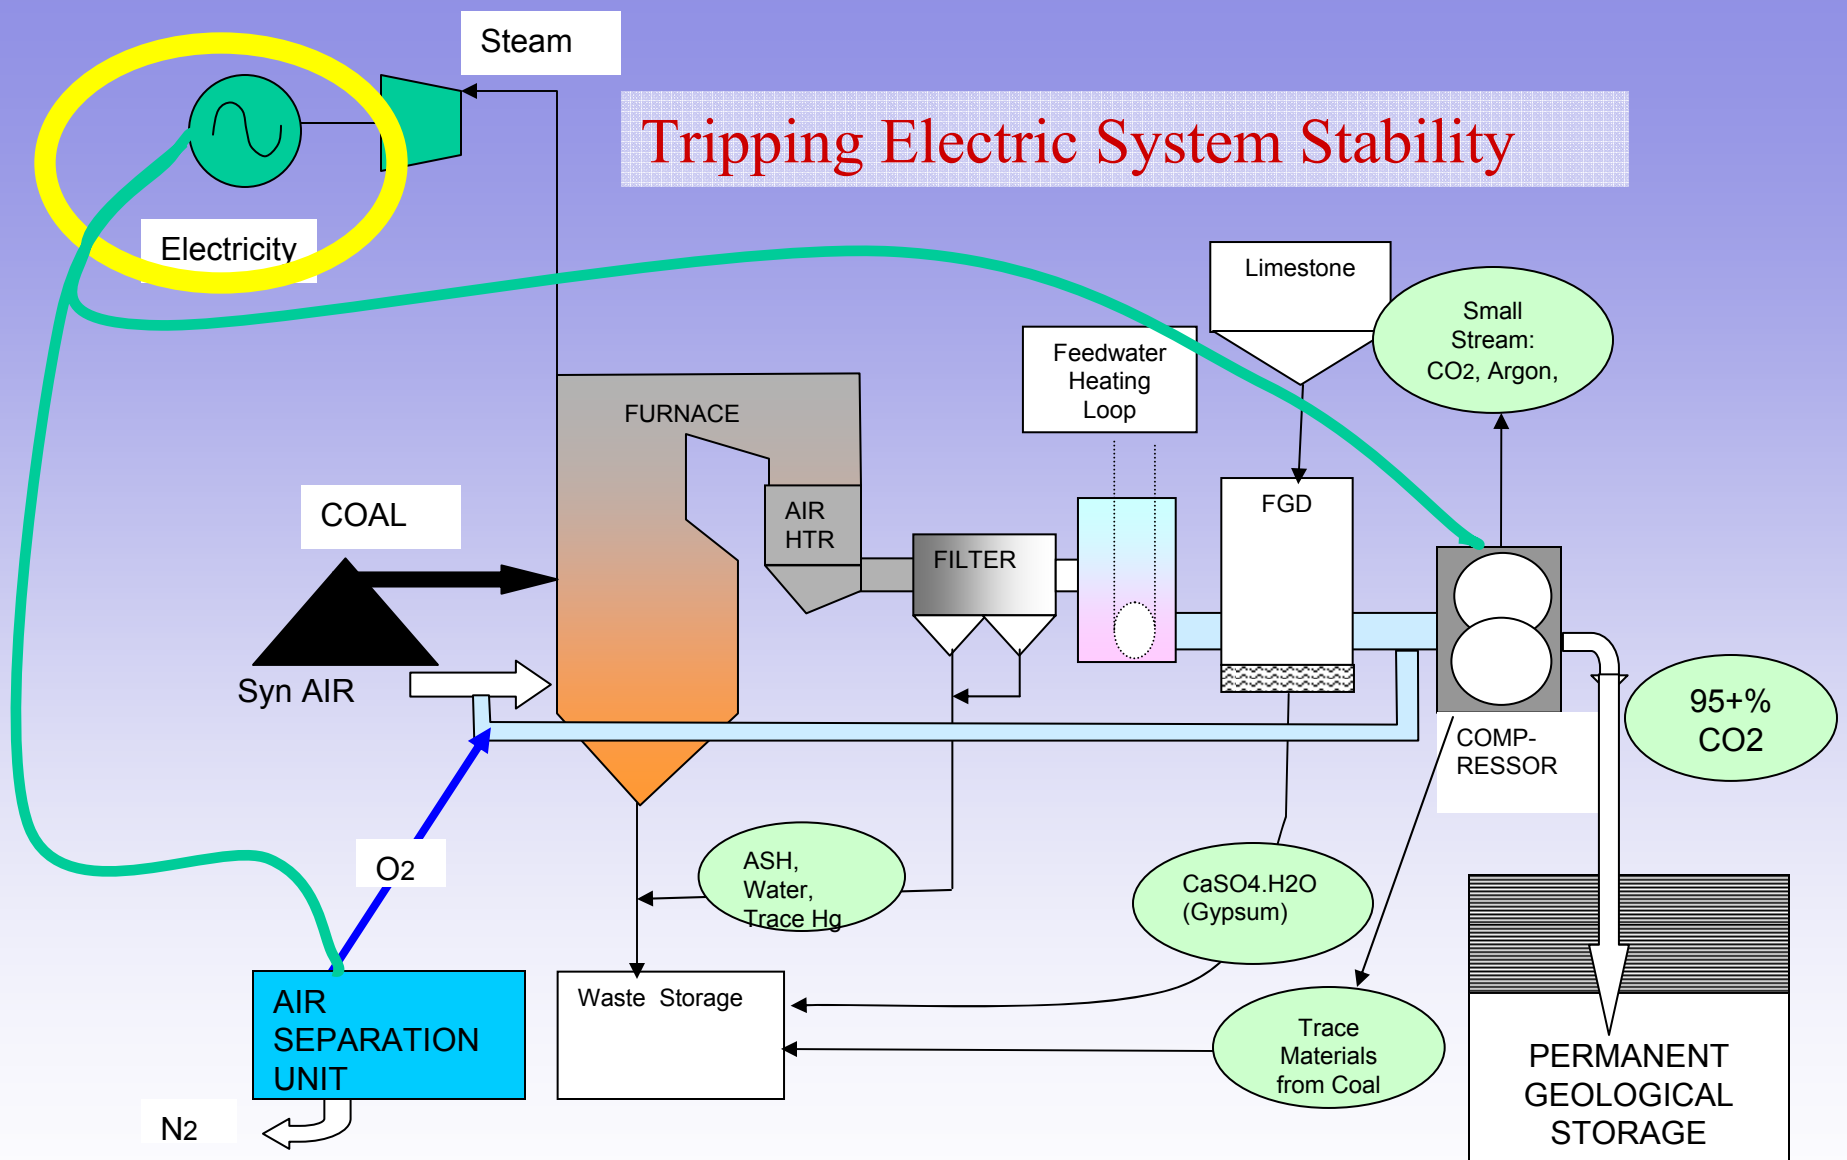 Steam
Tripping Electric System Stability
Electricity
Limestone
Small
Stream:
CO2, Argon,
Feedwater
Heating
Loop
FURNACE
COAL
AIR
HTR
FILTER
FGD
Syn AIR
95+%
CO2
COMP-
RESSOR
O2
ASH,
Water,
Trace Hg
CaSO4.H2O
(Gypsum)
AIR
SEPARATION
UNIT
Waste Storage
Trace
Materials
from Coal
PERMANENT
GEOLOGICAL
STORAGE
N2